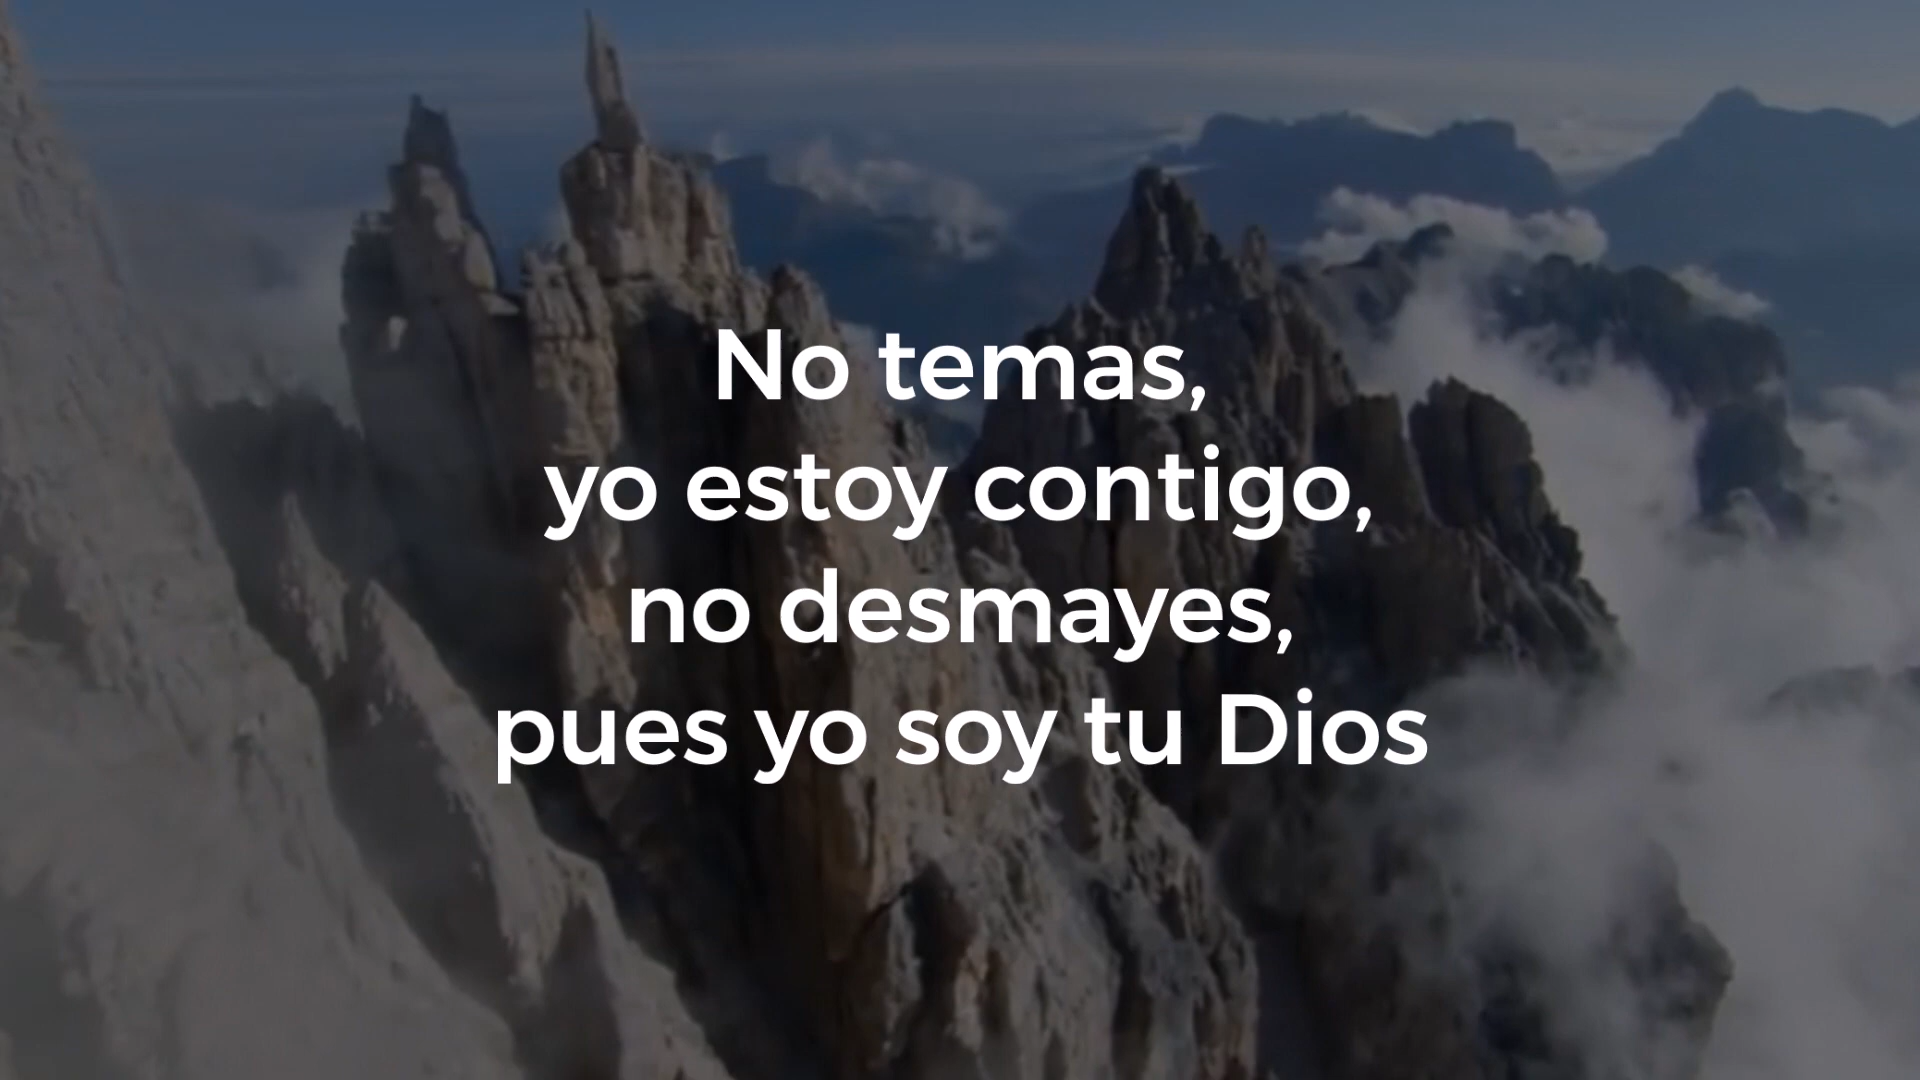 No temas,
yo estoy contigo,
no desmayes,
pues yo soy tu Dios